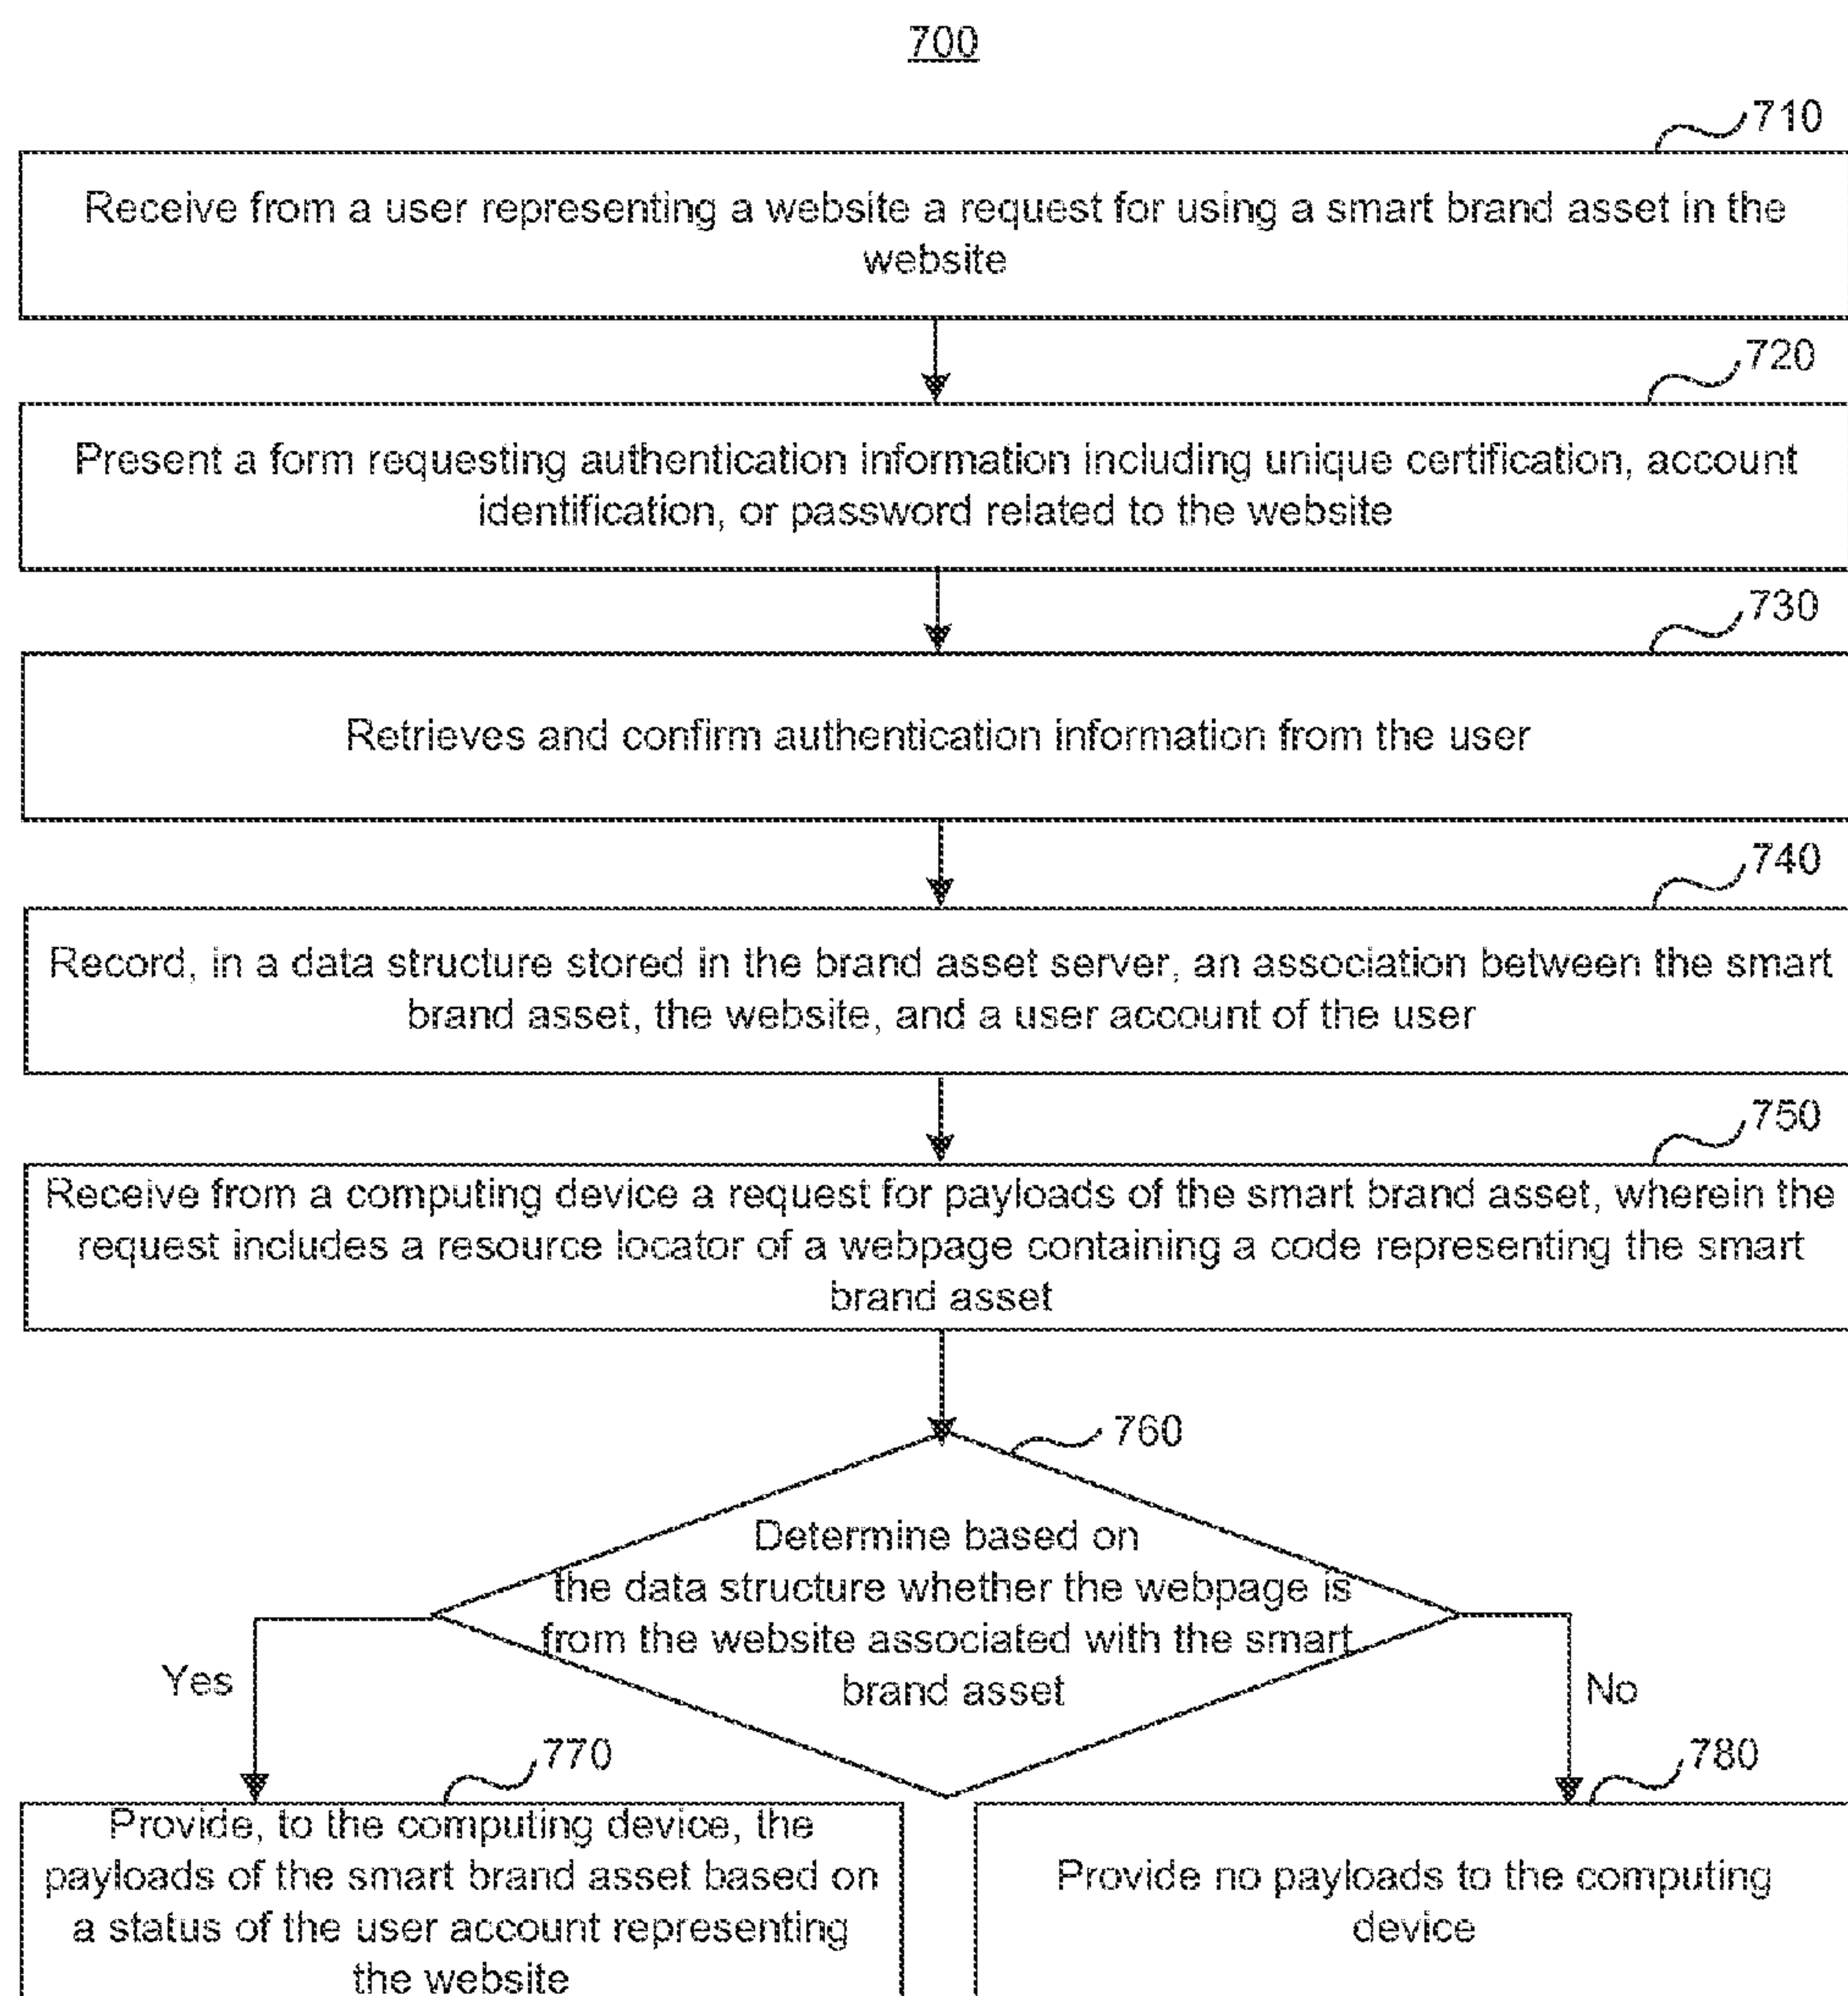 700
710
Receive from a user representing a website a request for using a smart brand asset in the
website
720
Present a form requesting authentication information including unique certification, account
identification, or password related to the website
730
Retrieves and confirm authentication information from the user
740
Record, in a data structure stored in the brand asset server, an association between the smart
brand asset, the website, and a user account of the user
750
Receive from a computing device a request for payloads of the smart brand asset, wherein the
request includes a resource locator of a webpage containing a code representing the smart
brand asset
760
Determine based on
the data structure whether the webpage is
from the website associated with the smart
brand asset
Yes
No
770
Provide, to the computing device, the
payloads of the smart brand asset based on
a status of the user account representing
the website
780
Provide no payloads to the computing
device